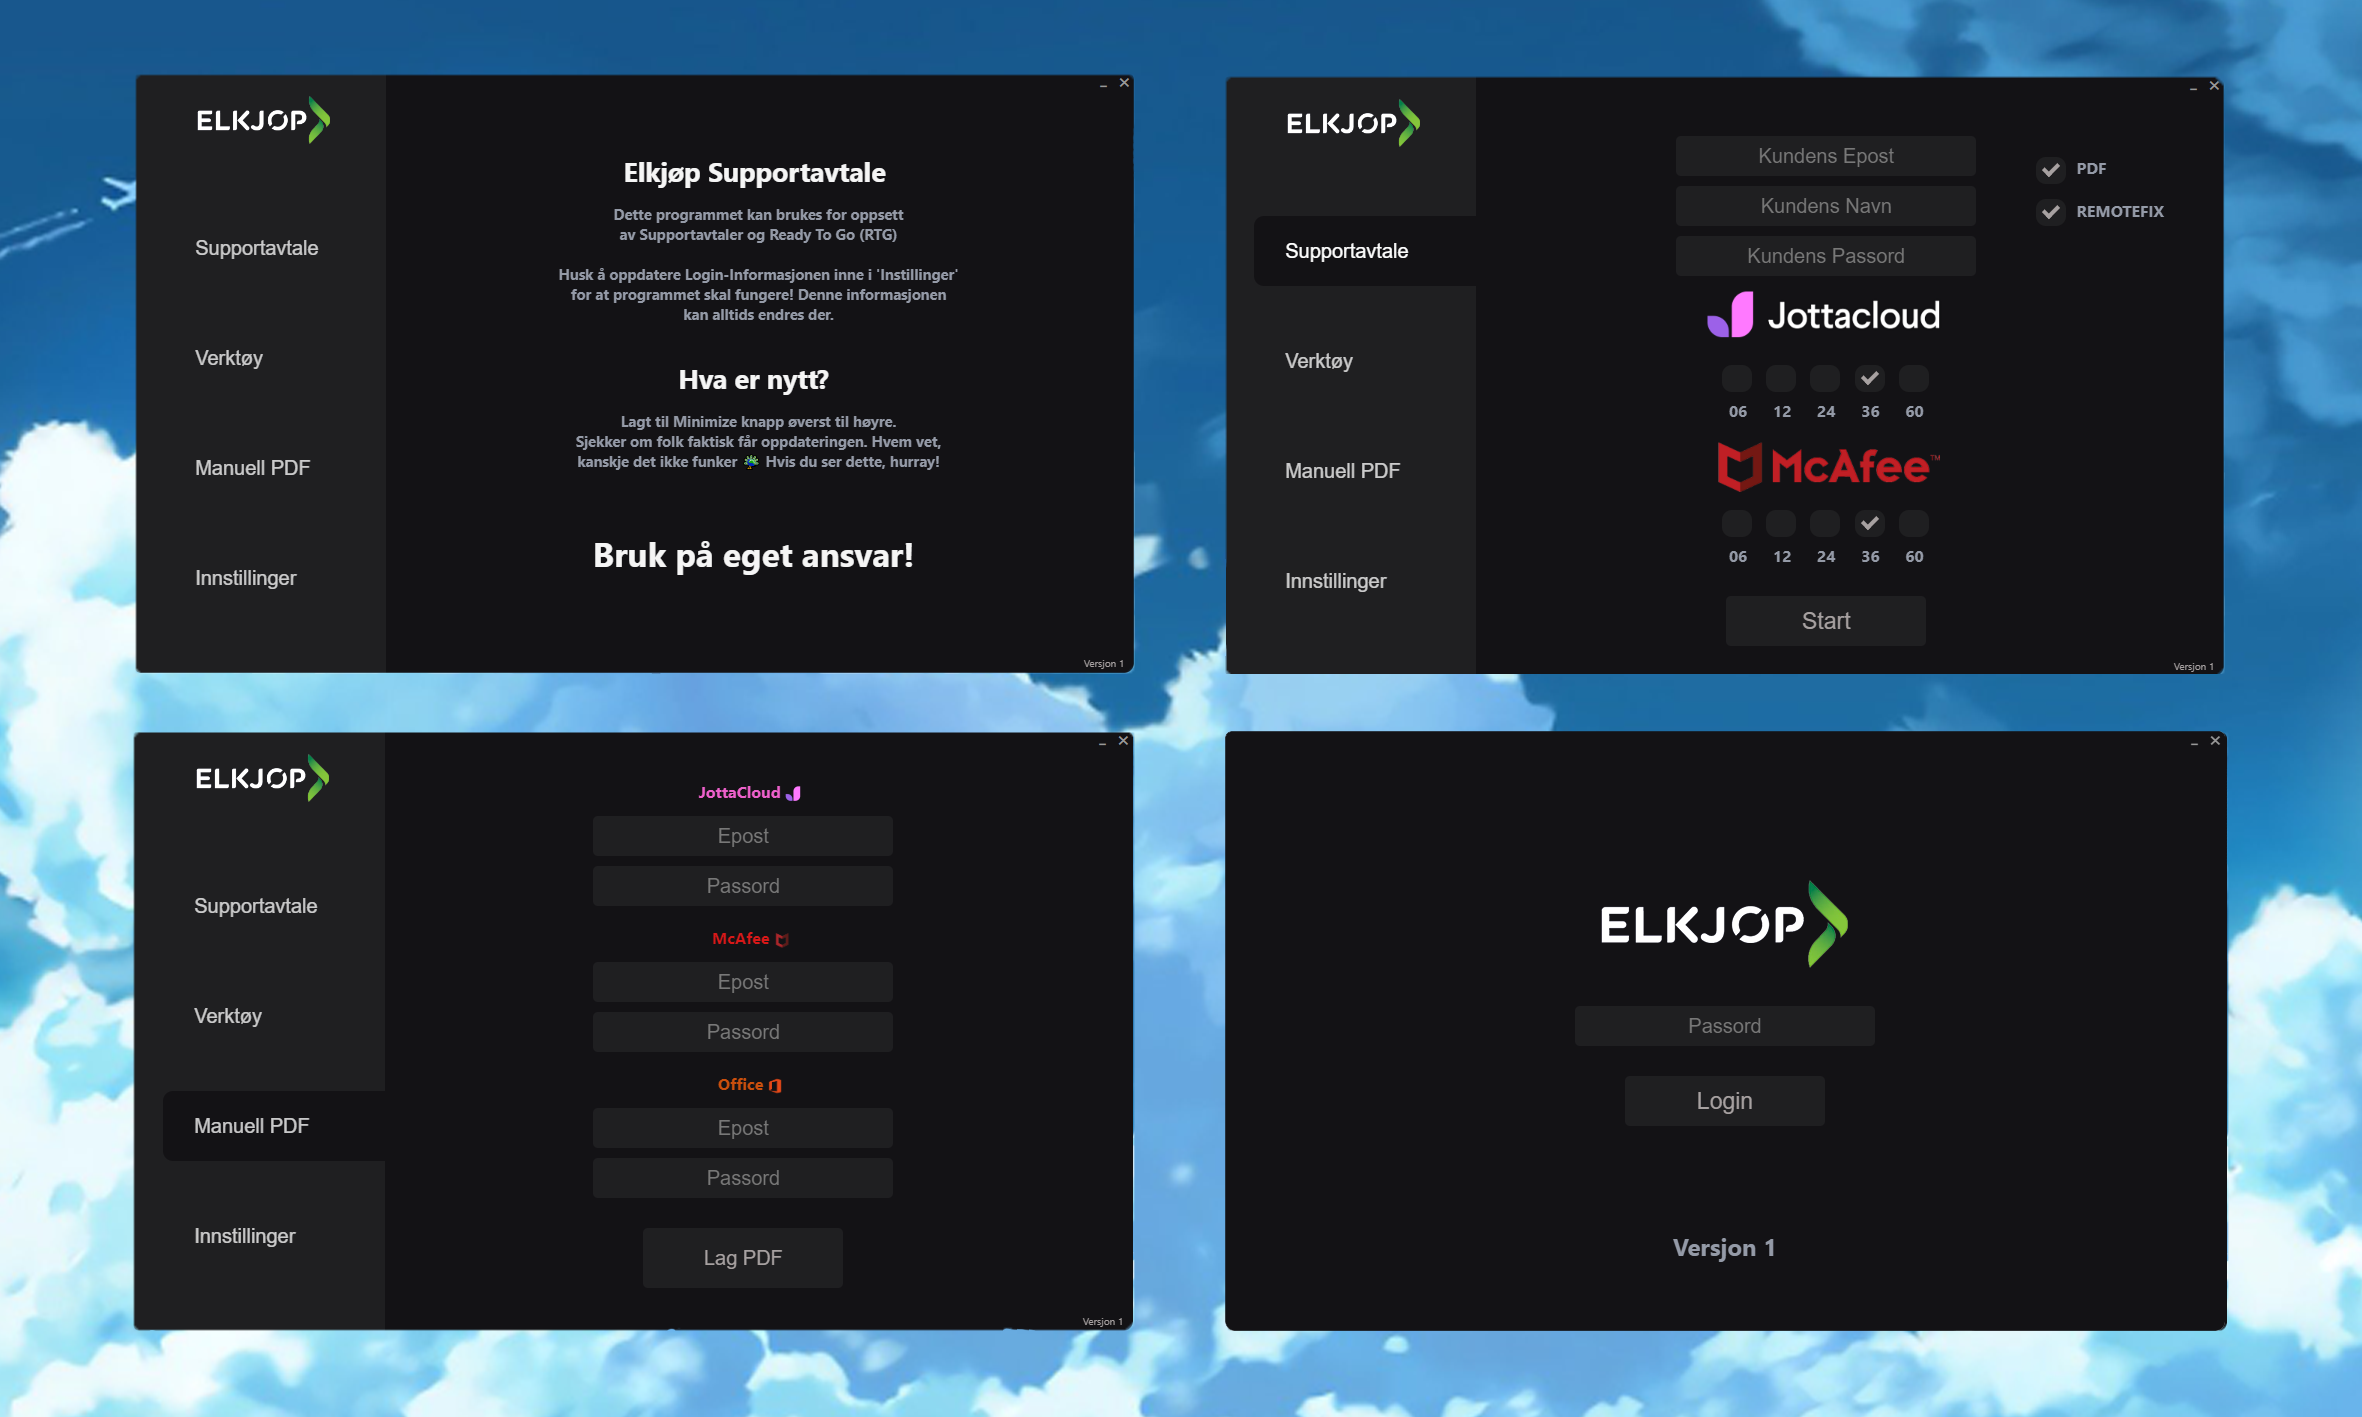 ELKJØP
Supportavtale
Verktøy
Manuell PDF
Innstillinger
Elkjøp Supportavtale
Dette programmet kan brukes for oppsett
av Supportavtaler og Ready To Go (RTG)
Husk å oppdatere Login-Informasjonen inne i 'Instillinger'
for at programmet skal fungere! Denne informasjonen
kan alltids endres der.
Hva er nytt?
Lagt til Minimize knapp øverst til høyre.
Sjekker om folk faktisk får oppdateringen. Hvem vet,
kanskje det ikke funker 🦚 Hvis du ser dette, hurray!
Bruk på eget ansvar!
Versjon 1
ELKJØP
Supportavtale
Verktøy
Manuell PDF
Innstillinger
Kundens Epost
Kundens Navn
Kundens Passord
PDF
REMOTEFIX
Jottacloud
06 12 24 36 60
McAfee™
06 12 24 36 60
Start
Versjon 1
ELKJØP
Supportavtale
Verktøy
Manuell PDF
Innstillinger
JottaCloud
Epost
Passord
McAfee
Epost
Passord
Office
Epost
Passord
Lag PDF
Versjon 1
ELKJØP
Passord
Login
Versjon 1